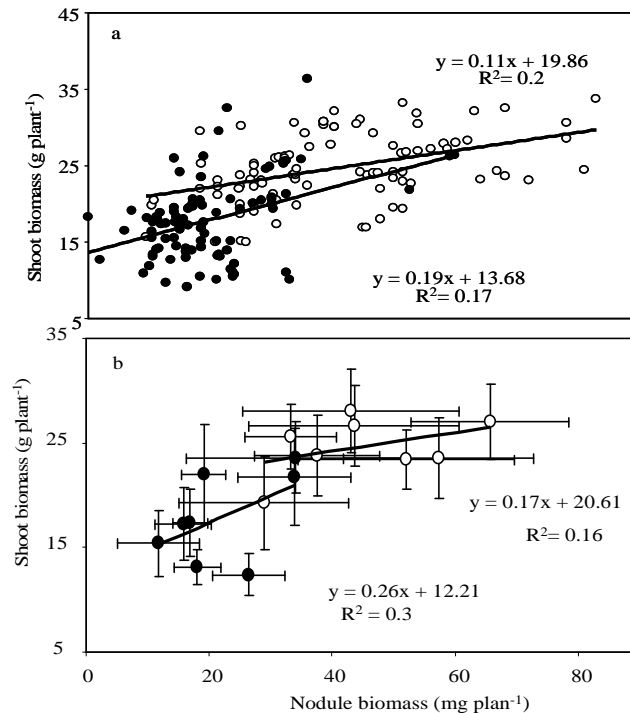 45
a
y = 0.11x + 19.86
R²= 0.2
35
Shoot biomass (g plant⁻¹)
25
15
y = 0.19x + 13.68
R²= 0.17
5
35
b
25
Shoot biomass (g plant⁻¹)
y = 0.17x + 20.61
R² = 0.16
15
y = 0.26x + 12.21
R² = 0.3
5
0 20 40 60 80
Nodule biomass (mg plan⁻¹)